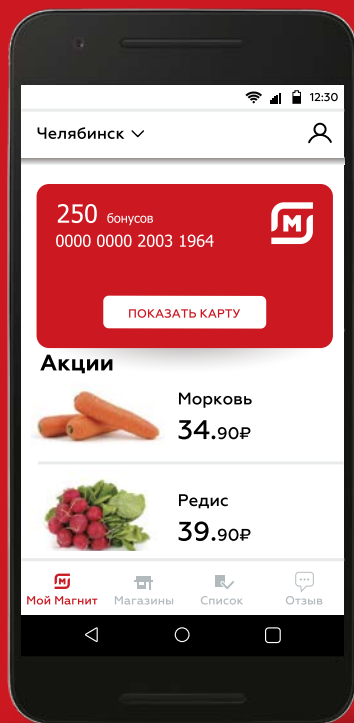 12:30
Челябинск
250 бонусов
0000 0000 2003 1964
М
ПОКАЗАТЬ КАРТУ
Акции
Морковь
34.90₽
Редис
39.90₽
М
Мой Магнит Магазины Список Отзыв